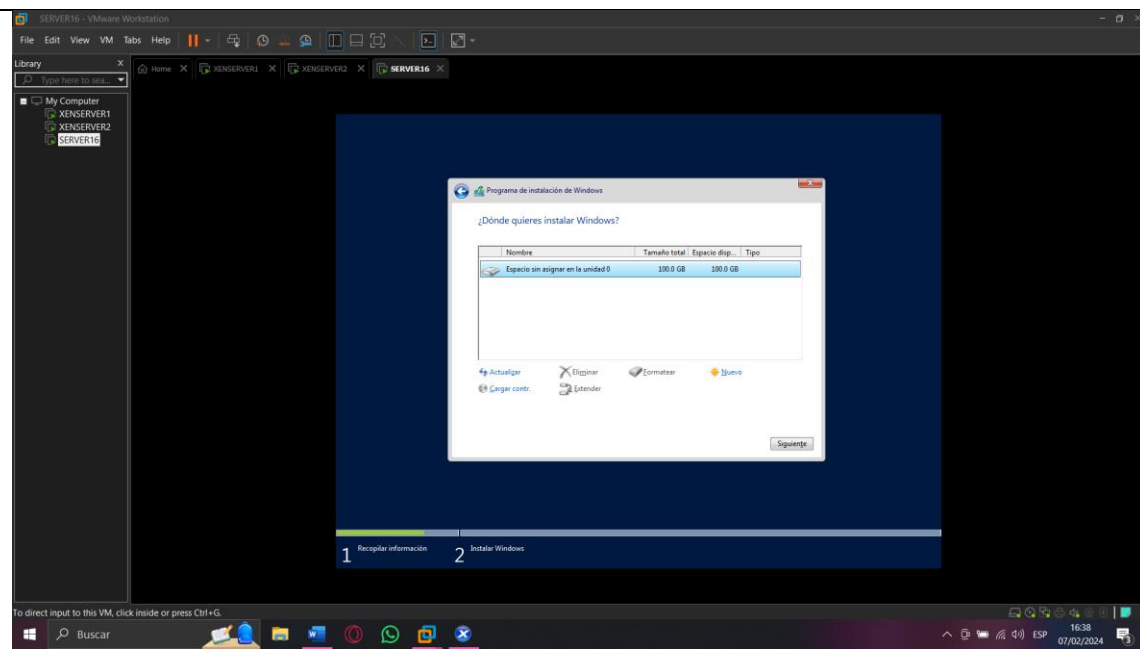 SERVER16 - VMware Workstation
File Edit View VM Tabs Help
Library X
Type here to sea...
Home X XENSERVER1 X XENSERVER2 X SERVER16 X
My Computer
XENSERVER1
XENSERVER2
SERVER16
Programa de instalación de Windows
¿Dónde quieres instalar Windows?
Nombre Tamaño total Espacio disp... Tipo
Espacio sin asignar en la unidad 0 100.0 GB 100.0 GB
Actualizar Eliminar Formatear Nuevo
Cargar contr. Extender
Siguiente
1 Recopilar información 2 Instalar Windows
To direct input to this VM, click inside or press Ctrl+G.
Buscar
ESP
16:38
07/02/2024
3